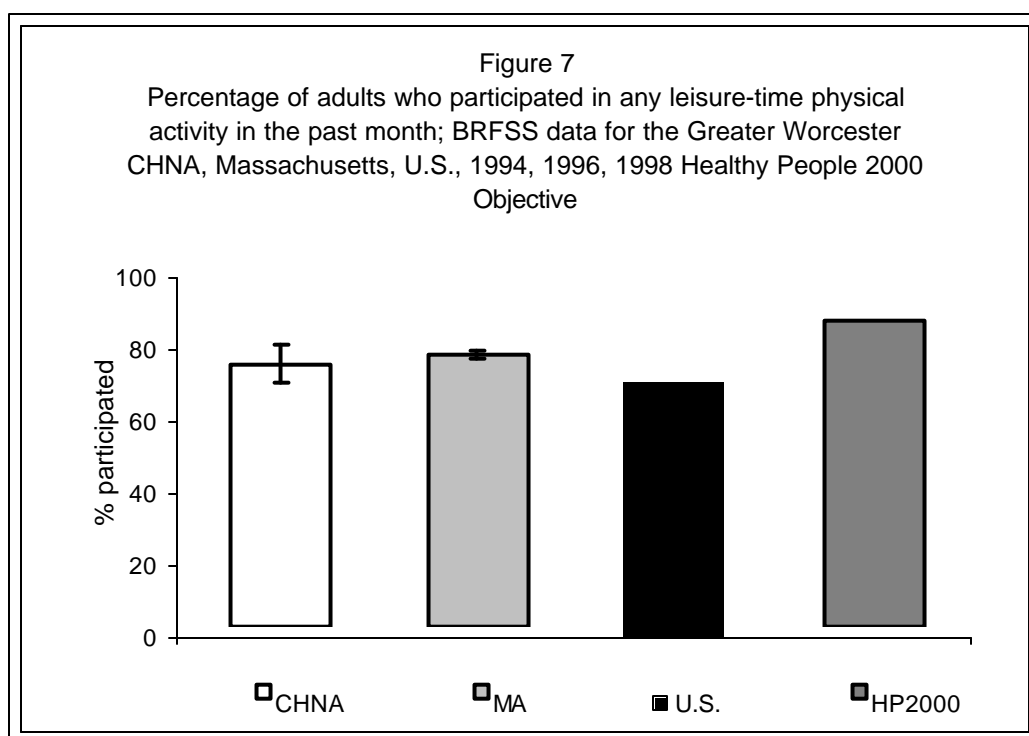 Figure 7
Percentage of adults who participated in any leisure-time physical
activity in the past month; BRFSS data for the Greater Worcester
CHNA, Massachusetts, U.S., 1994, 1996, 1998 Healthy People 2000
Objective
% participated
100
80
60
40
20
0
CHNA MA U.S. HP2000